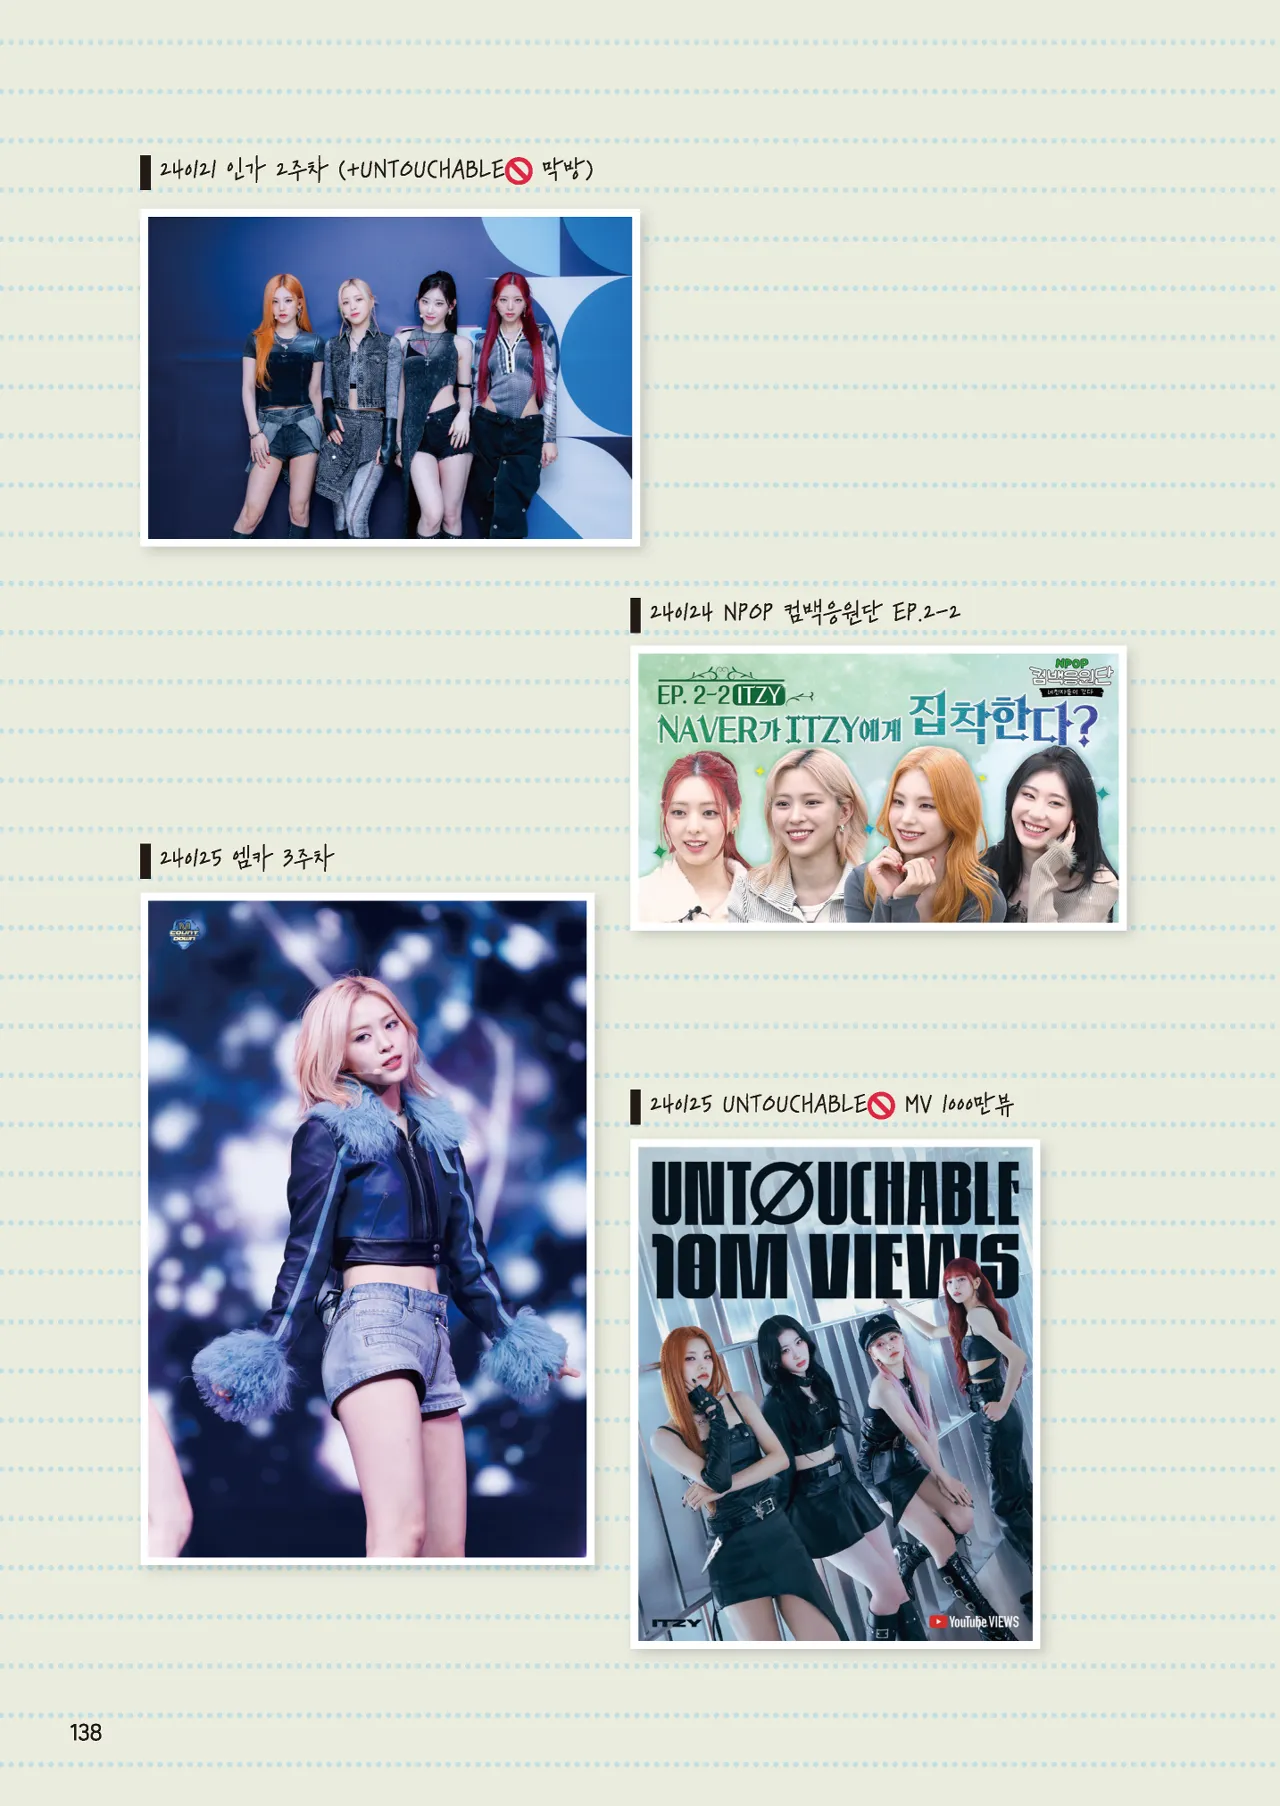 240121 인가 2주차 (+UNTOUCHABLE🚫 막방)
240124 NPOP 컴백응원단 EP.2-2
NPOP
컴백응원단
EP. 2-2 ITZY
NAVER가 ITZY에게 집착한다?
240125 엠카 3주차
COUNT
DOWN
240125 UNTOUCHABLE🚫 MV 1000만뷰
UNTOUCHABLE
10M VIEWS
ITZY
YouTube VIEWS
138